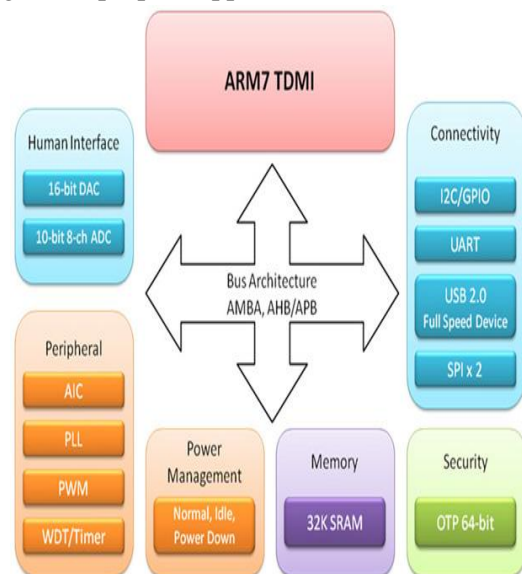 ARM7 TDMI
Human Interface
16-bit DAC
10-bit 8-ch ADC
Connectivity
I2C/GPIO
UART
USB 2.0
Full Speed Device
SPI x 2
Bus Architecture
AMBA, AHB/APB
Peripheral
AIC
PLL
PWM
WDT/Timer
Power
Management
Normal, Idle,
Power Down
Memory
32K SRAM
Security
OTP 64-bit